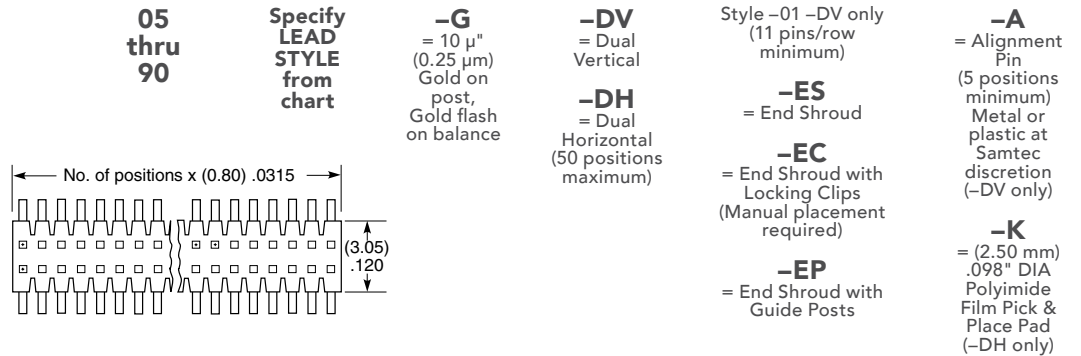 05
thru
90
Specify
LEAD
STYLE
from
chart
–G
= 10 µ"
(0.25 µm)
Gold on
post,
Gold flash
on balance
–DV
= Dual
Vertical
–DH
= Dual
Horizontal
(50 positions
maximum)
Style –01 –DV only
(11 pins/row
minimum)
–ES
= End Shroud
–EC
= End Shroud with
Locking Clips
(Manual placement
required)
–EP
= End Shroud with
Guide Posts
–A
= Alignment
Pin
(5 positions
minimum)
Metal or
plastic at
Samtec
discretion
(–DV only)
–K
= (2.50 mm)
.098" DIA
Polyimide
Film Pick &
Place Pad
(–DH only)
No. of positions x (0.80) .0315
(3.05)
.120